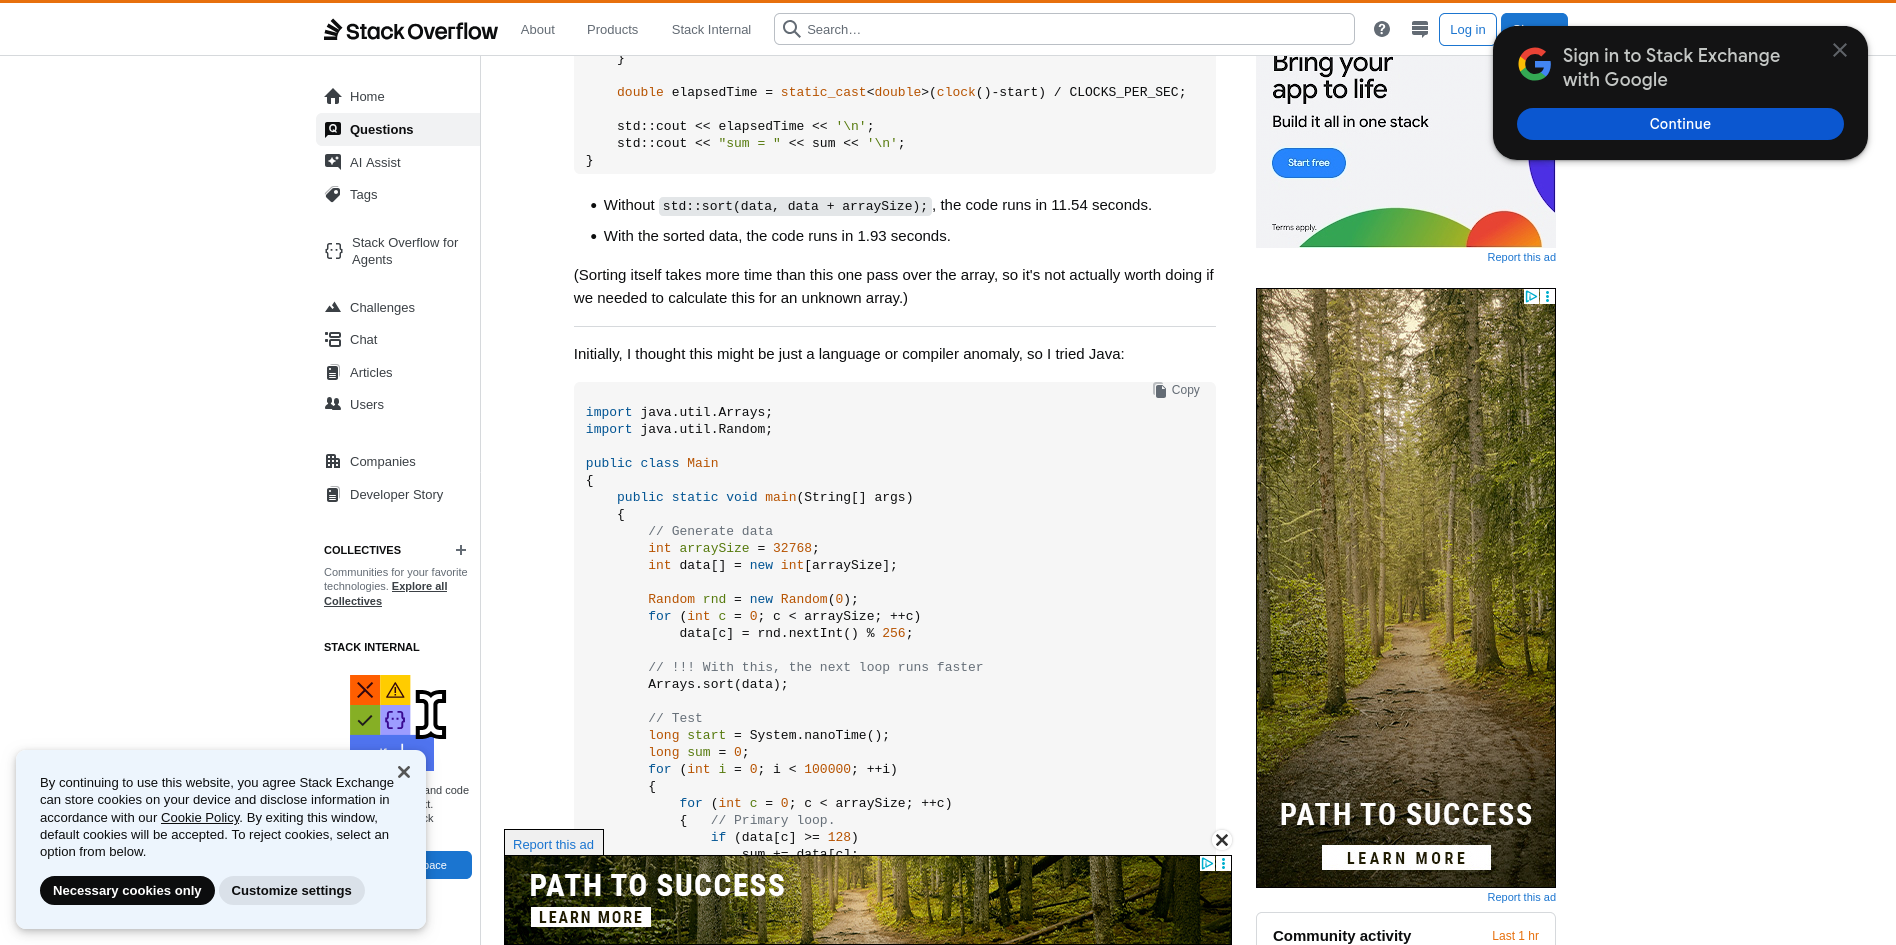 Stack Overflow
About
Products
Stack Internal
Search…
Log in
Sign in to Stack Exchange
with Google
Continue
Home
Questions
AI Assist
Tags
Stack Overflow for
Agents
Challenges
Chat
Articles
Users
Companies
Developer Story
COLLECTIVES
Communities for your favorite
technologies. Explore all
Collectives
STACK INTERNAL
and code
By continuing to use this website, you agree Stack Exchange
can store cookies on your device and disclose information in
accordance with our Cookie Policy. By exiting this window,
default cookies will be accepted. To reject cookies, select an
option from below.
Necessary cookies only
Customize settings
}
double elapsedTime = static_cast<double>(clock()-start) / CLOCKS_PER_SEC;
std::cout << elapsedTime << '\n';
std::cout << "sum = " << sum << '\n';
}
• Without std::sort(data, data + arraySize);, the code runs in 11.54 seconds.
• With the sorted data, the code runs in 1.93 seconds.
(Sorting itself takes more time than this one pass over the array, so it's not actually worth doing if
we needed to calculate this for an unknown array.)
Initially, I thought this might be just a language or compiler anomaly, so I tried Java:
Copy
import java.util.Arrays;
import java.util.Random;
public class Main
{
public static void main(String[] args)
{
// Generate data
int arraySize = 32768;
int data[] = new int[arraySize];
Random rnd = new Random(0);
for (int c = 0; c < arraySize; ++c)
data[c] = rnd.nextInt() % 256;
// !!! With this, the next loop runs faster
Arrays.sort(data);
// Test
long start = System.nanoTime();
long sum = 0;
for (int i = 0; i < 100000; ++i)
{
for (int c = 0; c < arraySize; ++c)
{ // Primary loop.
if (data[c] >= 128)
sum += data[c];
Report this ad
PATH TO SUCCESS
LEARN MORE
Bring your
app to life
Build it all in one stack
Start free
Terms apply.
Report this ad
PATH TO SUCCESS
LEARN MORE
Report this ad
Community activity
Last 1 hr